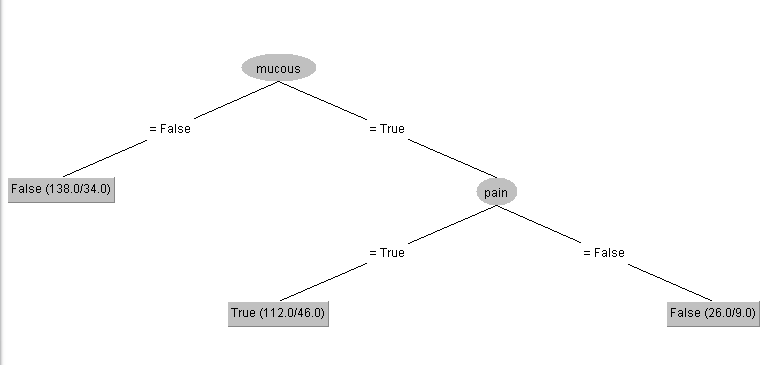 mucous
= False
= True
False (138.0/34.0)
pain
= True
= False
True (112.0/46.0)
False (26.0/9.0)